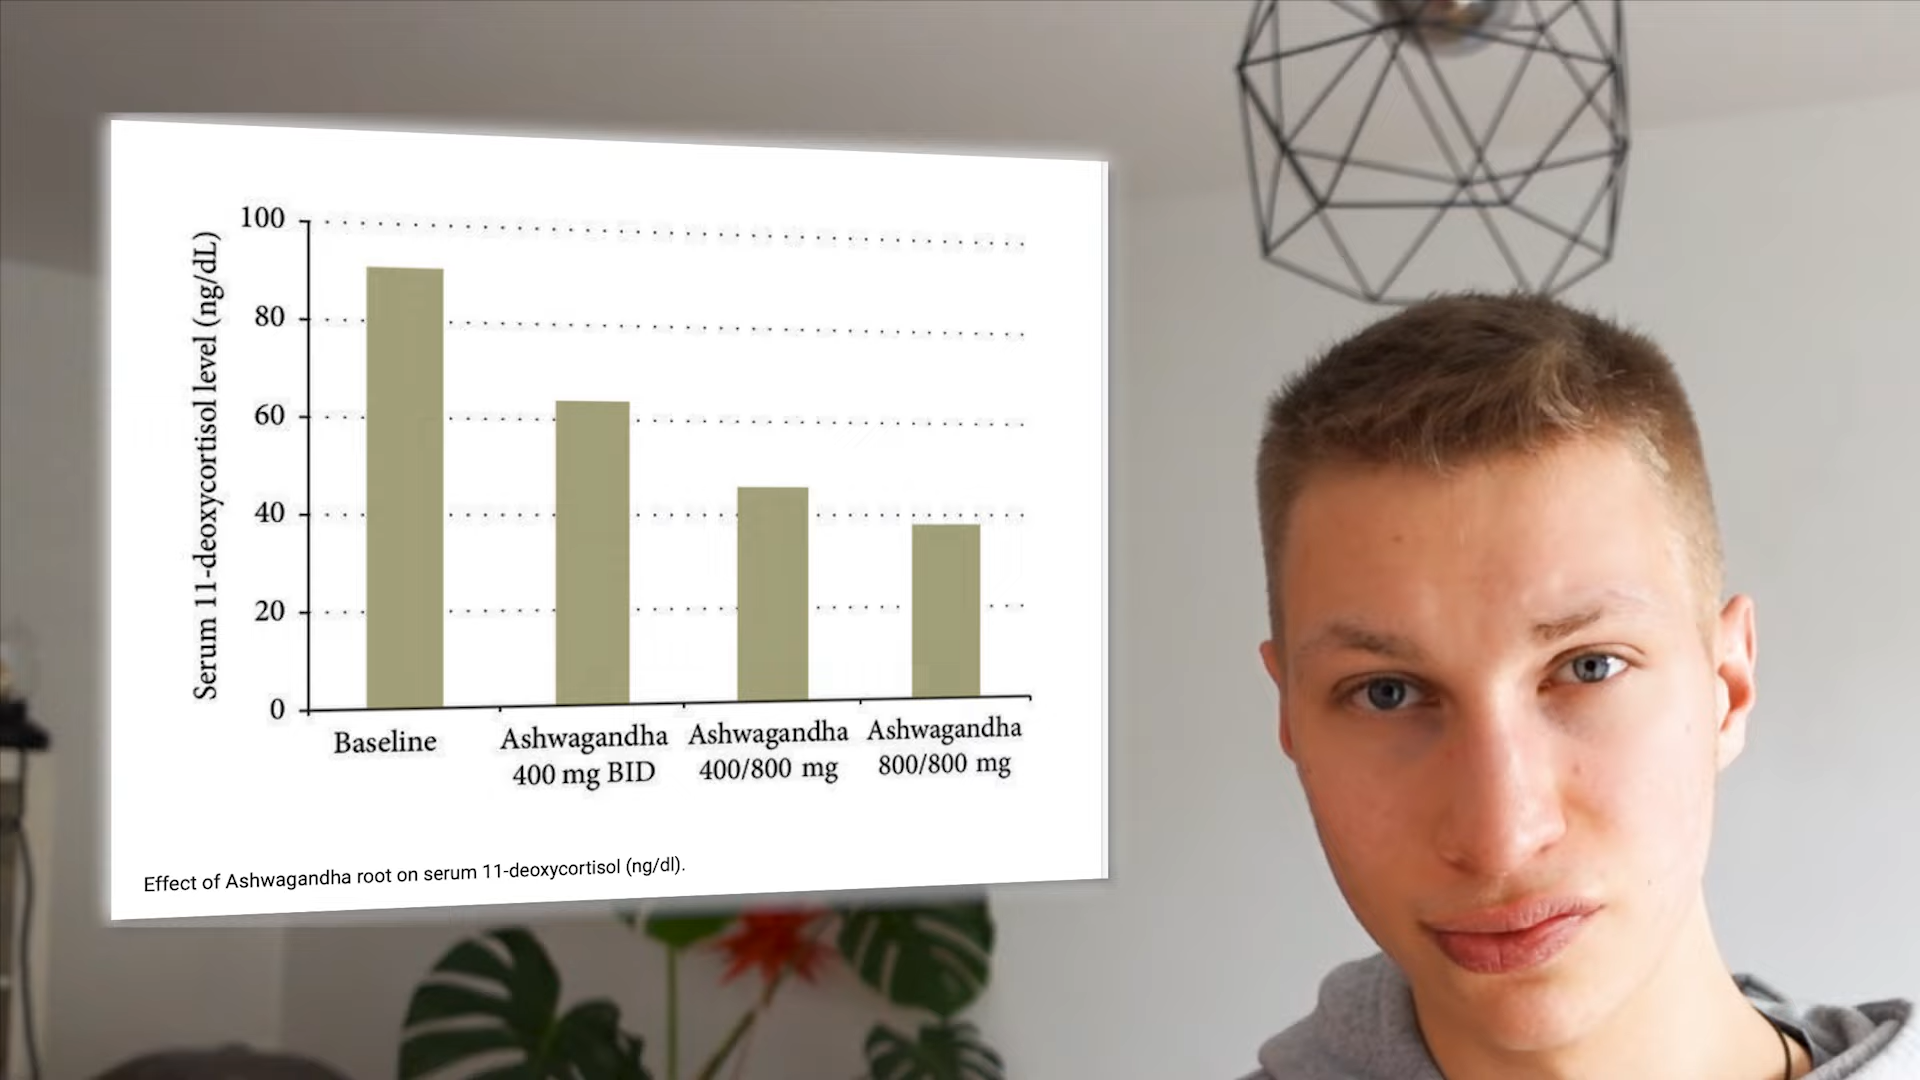 Serum 11-deoxycortisol level (ng/dL)
100
80
60
40
20
0
Baseline
Ashwagandha
400 mg BID
Ashwagandha
400/800 mg
Ashwagandha
800/800 mg
Effect of Ashwagandha root on serum 11-deoxycortisol (ng/dl).